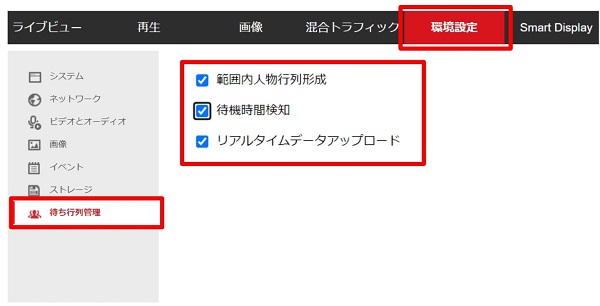 ライブビュー 再生 画像 混合トラフィック 環境設定 Smart Display
システム
ネットワーク
ビデオとオーディオ
画像
イベント
ストレージ
待ち行列管理
範囲内人物行列形成
待機時間検知
リアルタイムデータアップロード